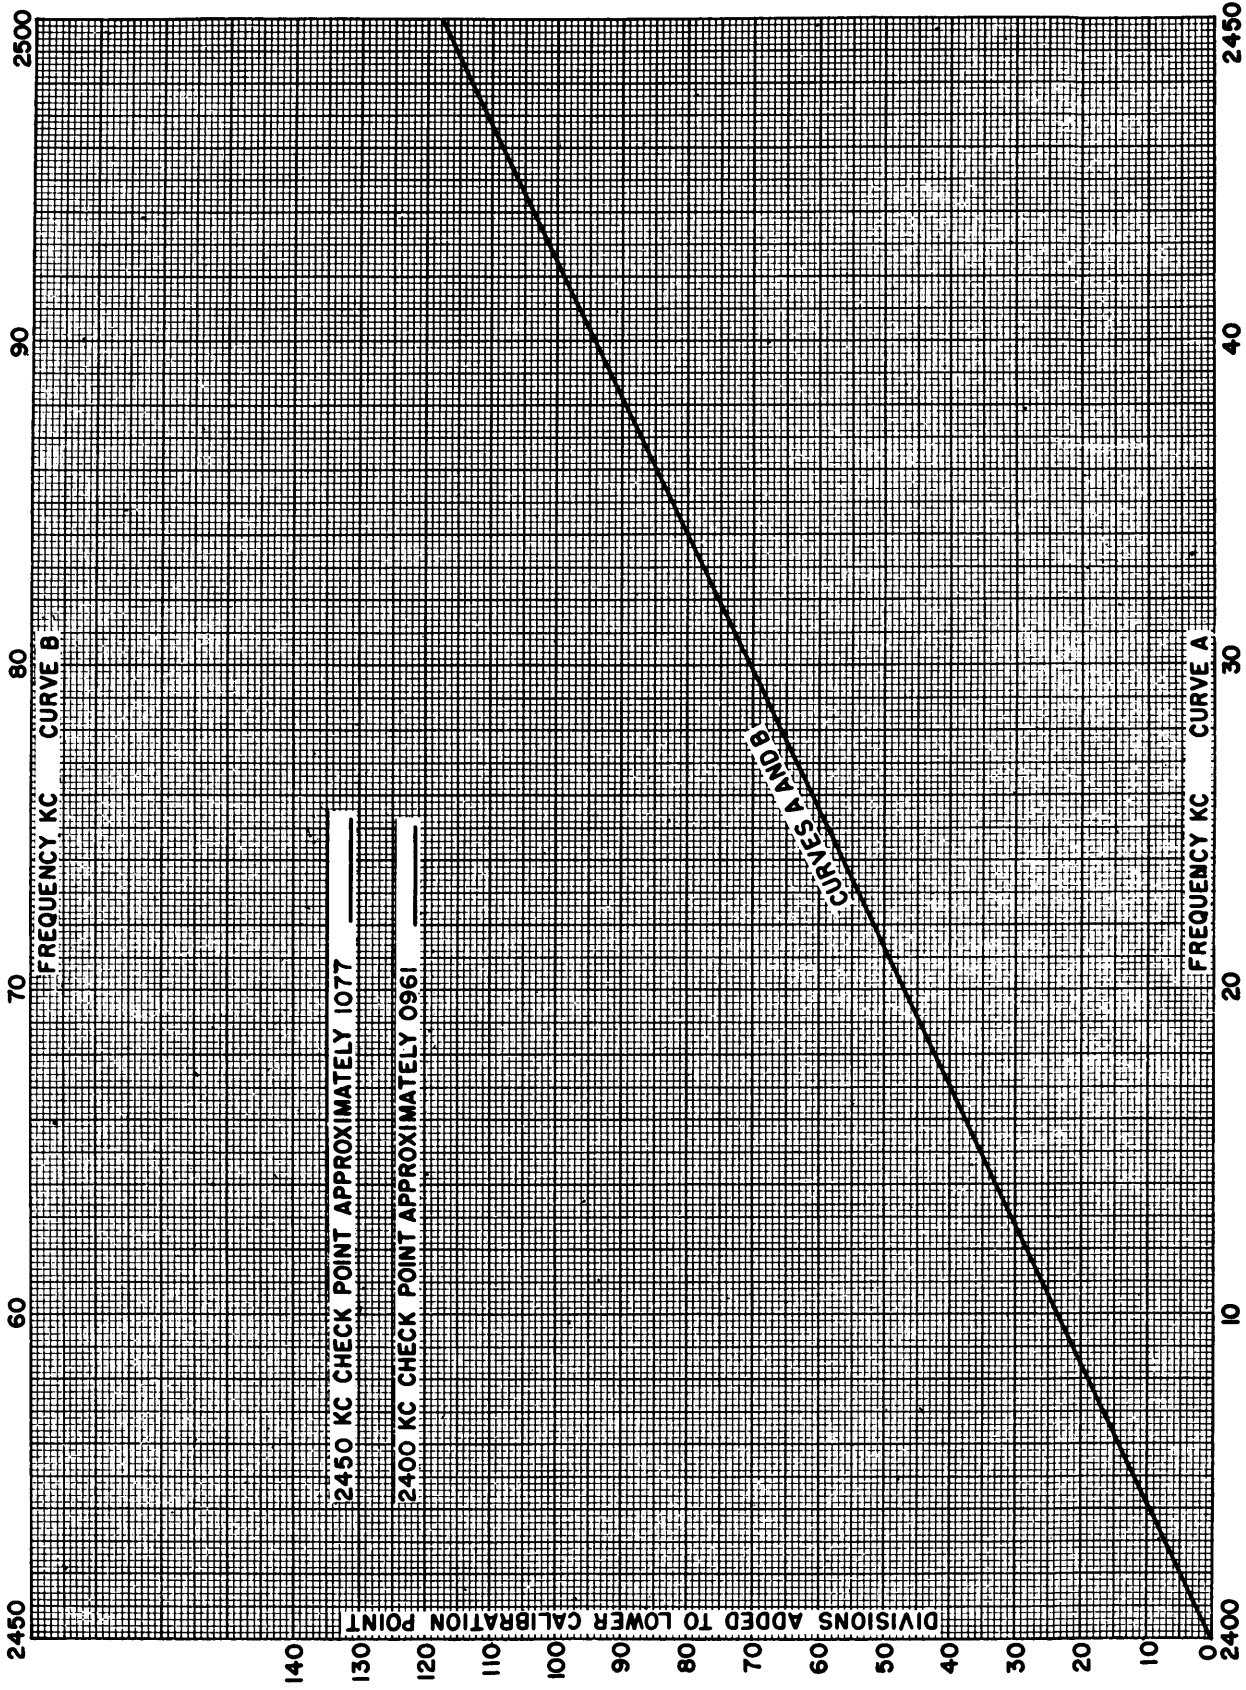 2450 60 70 80 90 2500
FREQUENCY KC CURVE B
140
130
120
110
100
90
80
70
60
50
40
30
20
10
0
DIVISIONS ADDED TO LOWER CALIBRATION POINT
2450 KC CHECK POINT APPROXIMATELY 1077
2400 KC CHECK POINT APPROXIMATELY 0961
CURVES A AND B
FREQUENCY KC CURVE A
2400 10 20 30 40 2450